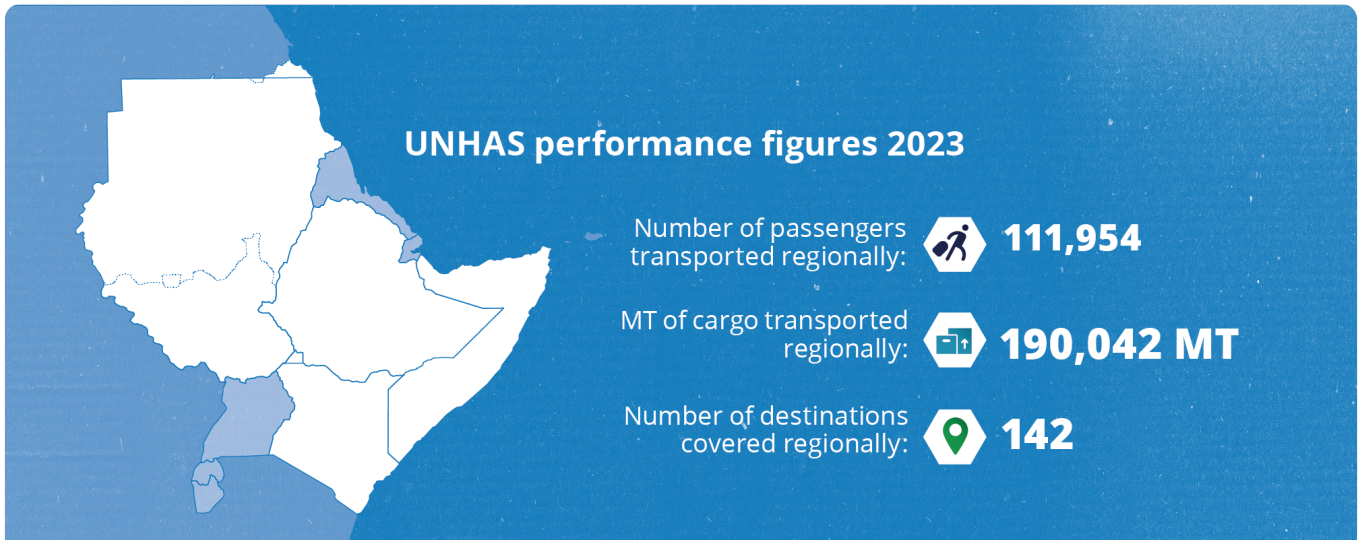 UNHAS performance figures 2023
Number of passengers
transported regionally:
111,954
MT of cargo transported
regionally:
190,042 MT
Number of destinations
covered regionally:
142